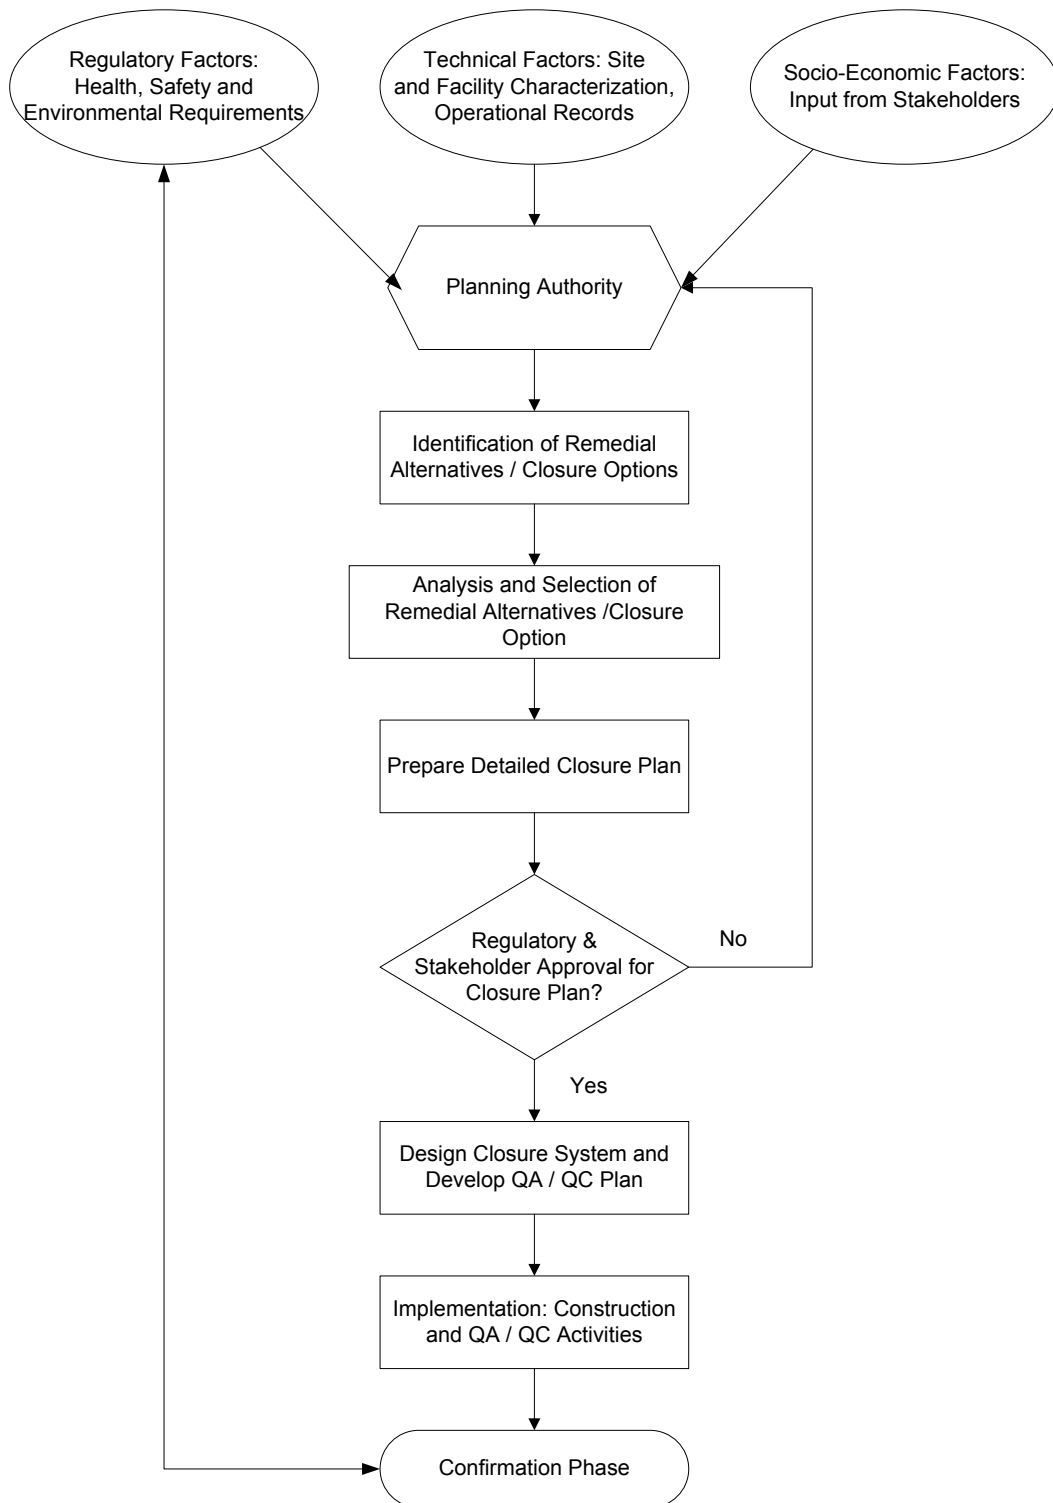 Regulatory Factors:
Health, Safety and
Environmental Requirements
Technical Factors: Site
and Facility Characterization,
Operational Records
Socio-Economic Factors:
Input from Stakeholders
Planning Authority
Identification of Remedial
Alternatives / Closure Options
Analysis and Selection of
Remedial Alternatives /Closure
Option
Prepare Detailed Closure Plan
Regulatory &
Stakeholder Approval for
Closure Plan?
No
Yes
Design Closure System and
Develop QA / QC Plan
Implementation: Construction
and QA / QC Activities
Confirmation Phase